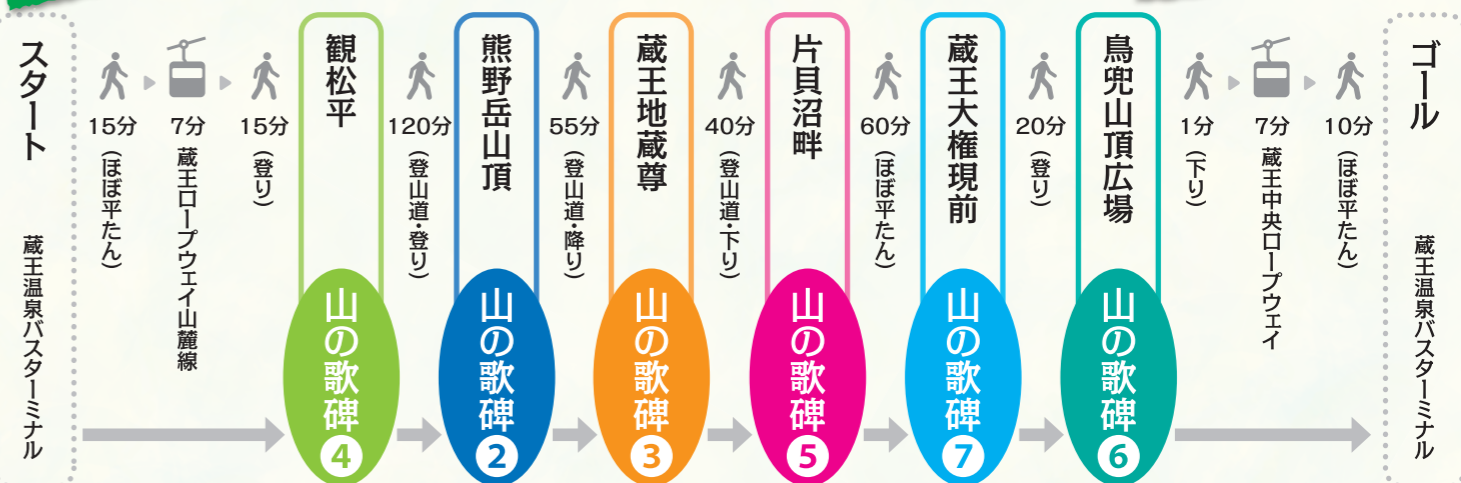 スタート
蔵王温泉バスターミナル
15分
（ほぼ平たん）
7分
蔵王ロープウェイ山麓線
15分
（登り）
観松平
山の歌碑4
120分
（登山道・登り）
熊野岳山頂
山の歌碑2
55分
（登山道・降り）
蔵王地蔵尊
山の歌碑3
40分
（登山道・下り）
片貝沼畔
山の歌碑5
60分
（ほぼ平たん）
蔵王大権現前
山の歌碑7
20分
（登り）
鳥兜山頂広場
山の歌碑6
1分
（下り）
7分
蔵王中央ロープウェイ
10分
（ほぼ平たん）
ゴール
蔵王温泉バスターミナル